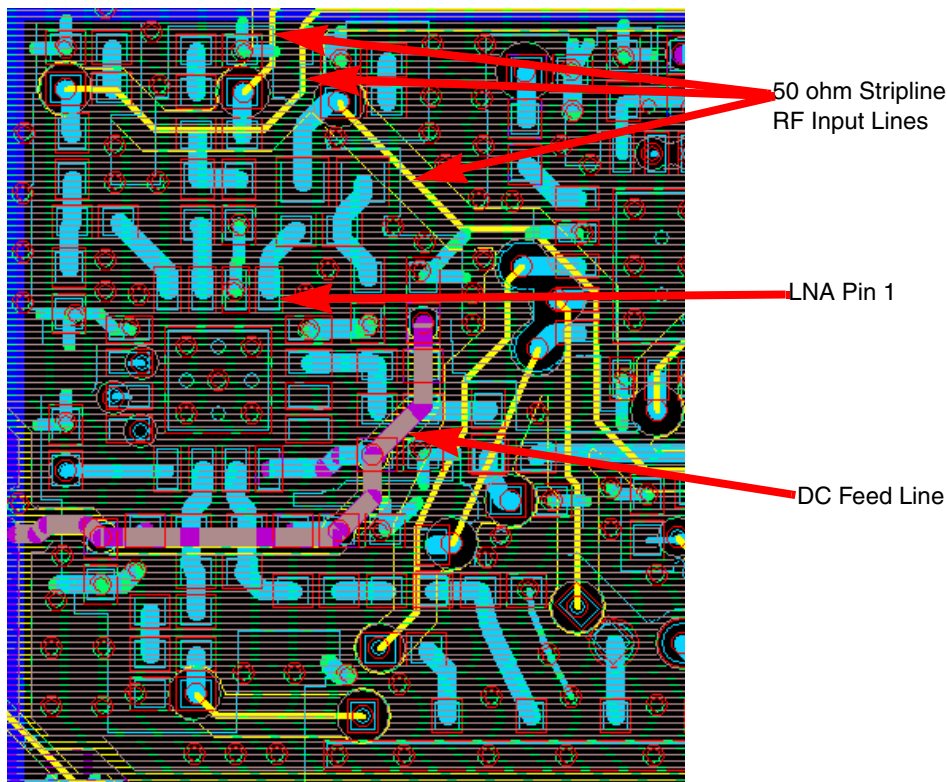 50 ohm Stripline
RF Input Lines
LNA Pin 1
DC Feed Line